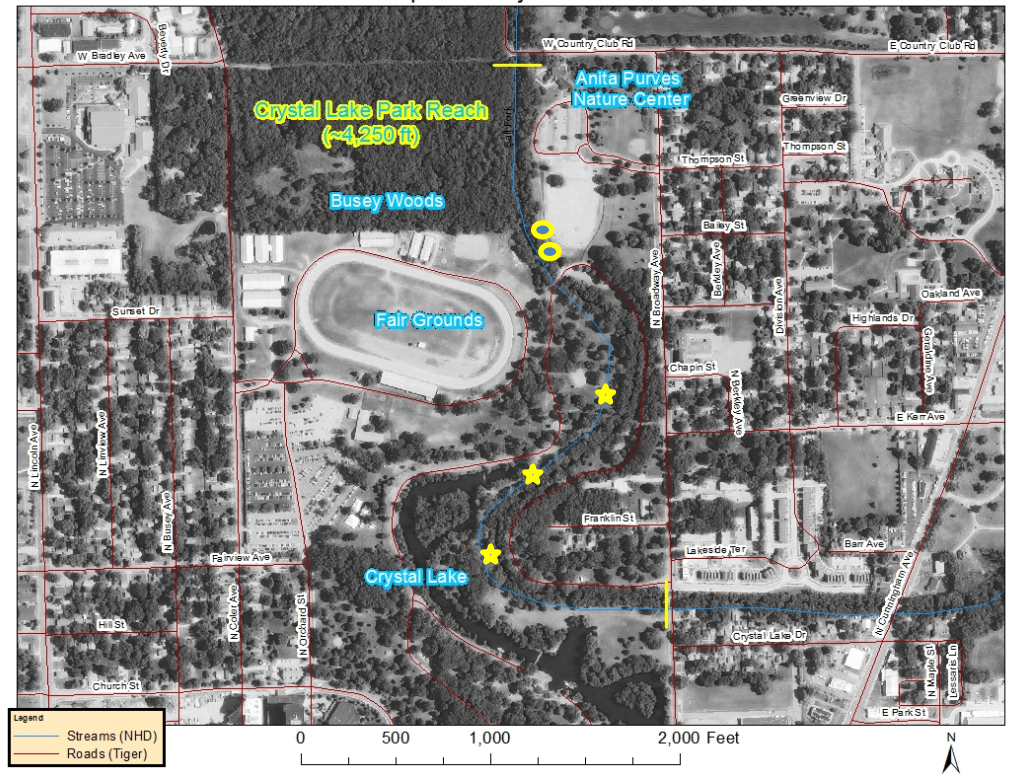 W Country Club Rd
E Country Club Rd
Beverly Dr
W Bradley Ave
Anita Purves
Nature Center
Greenview Dr
Crystal Lake Park Reach
(~4,250 ft)
Thompson St
Thompson St
Busey Woods
Bailey St
N Broadway Ave
Berkley Ave
Division Ave
Oakland Ave
Sunset Dr
Fair Grounds
Highlands Dr
Geraldine Ave
Chapin St
N Berkley Ave
E Kerr Ave
N Lincoln Ave
N Linview Ave
N Busey Ave
Franklin St
Lakeside Ter
Barr Ave
Fairview Ave
Crystal Lake
N Cunningham Ave
N Coler Ave
N Orchard St
Hill St
Crystal Lake Dr
N Maple St
Lessaris Ln
Church St
E Park St
Legend
Streams (NHD)
Roads (Tiger)
0 500 1,000 2,000 Feet
N